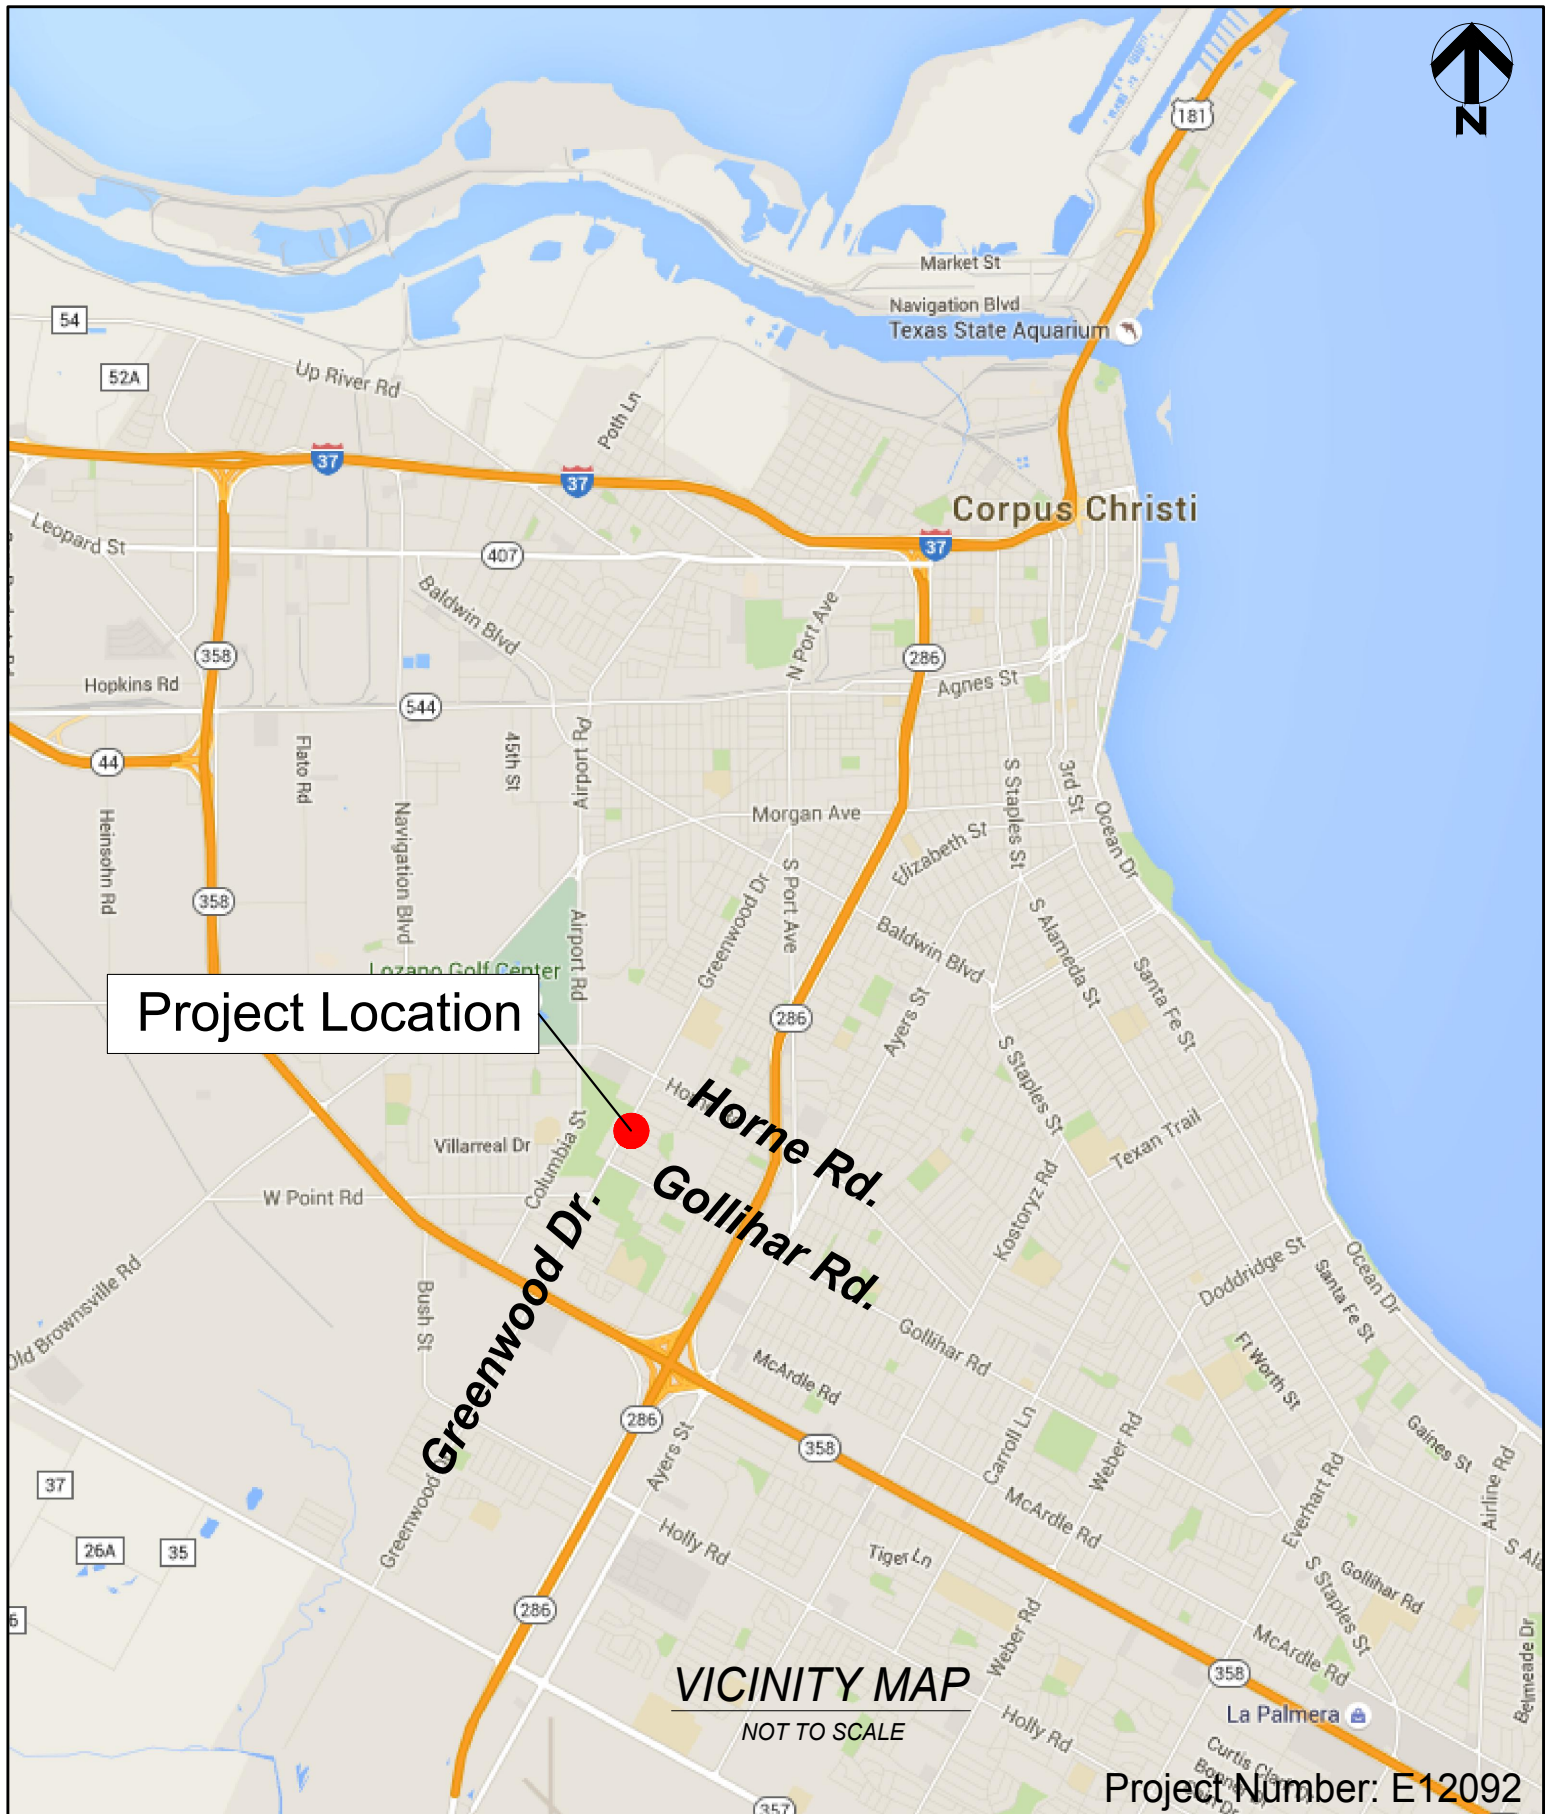 N
181
Market St
Navigation Blvd
Texas State Aquarium
54
52A
Up River Rd
Poth Ln
37
37
Corpus Christi
37
Leopard St
407
Baldwin Blvd
N Port Ave
358
286
Hopkins Rd
Agnes St
544
44
Flato Rd
45th St
Airport Rd
S Staples St
3rd St
Heinsohn Rd
Navigation Blvd
Morgan Ave
Elizabeth St
Ocean Dr
358
S Port Ave
Greenwood Dr
Airport Rd
Baldwin Blvd
S Alameda St
Santa Fe St
Lozano Golf Center
Project Location
286
Ayers St
S Staples St
Horne Rd.
Villarreal Dr
Columbia St
Texan Trail
W Point Rd
Gollihar Rd.
Greenwood Dr.
Kostoryz Rd
Doddridge St
Ocean Dr
Santa Fe St
Old Brownsville Rd
Bush St
Gollihar Rd
McArdle Rd
Ft Worth St
286
Ayers St
358
Carroll Ln
Weber Rd
Gaines St
Airline Rd
Everhart Rd
37
Greenwood
McArdle Rd
26A
35
Holly Rd
Tiger Ln
S Staples St
Gollihar Rd
286
Weber Rd
McArdle Rd
Belmeade Dr
358
VICINITY MAP
NOT TO SCALE
La Palmera
Holly Rd
Project Number: E12092
357